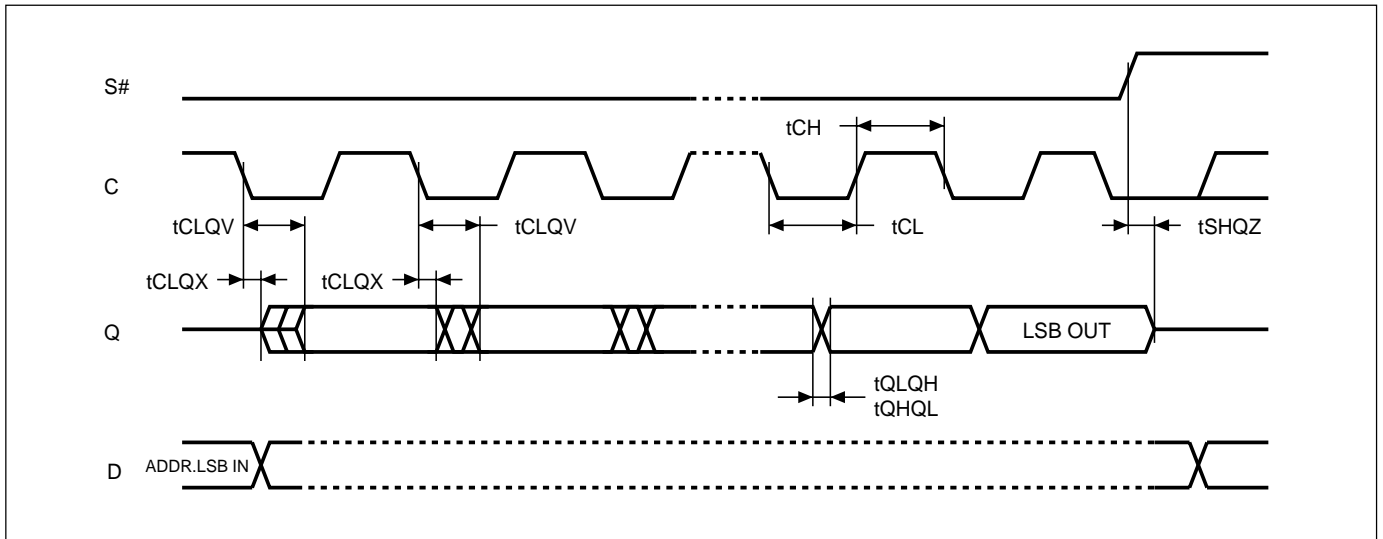 S#
tCH
C
tCLQV
tCLQV
tCL
tSHQZ
tCLQX
tCLQX
Q
LSB OUT
tQLQH
tQHQL
D
ADDR.LSB IN